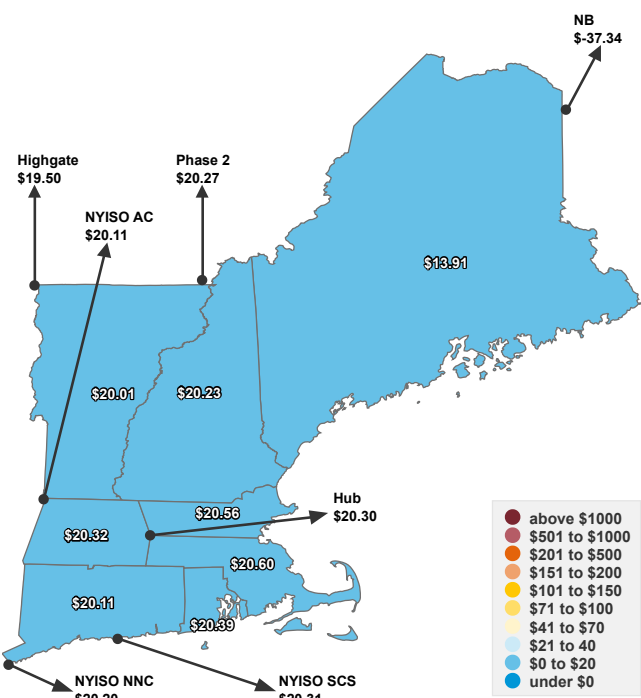 NB
$-37.34
Highgate
$19.50
Phase 2
$20.27
NYISO AC
$20.11
$13.91
$20.01
$20.23
Hub
$20.30
$20.56
$20.32
$20.60
$20.11
$20.39
NYISO NNC
NYISO SCS
above $1000
$501 to $1000
$201 to $500
$151 to $200
$101 to $150
$71 to $100
$41 to $70
$21 to 40
$0 to $20
under $0